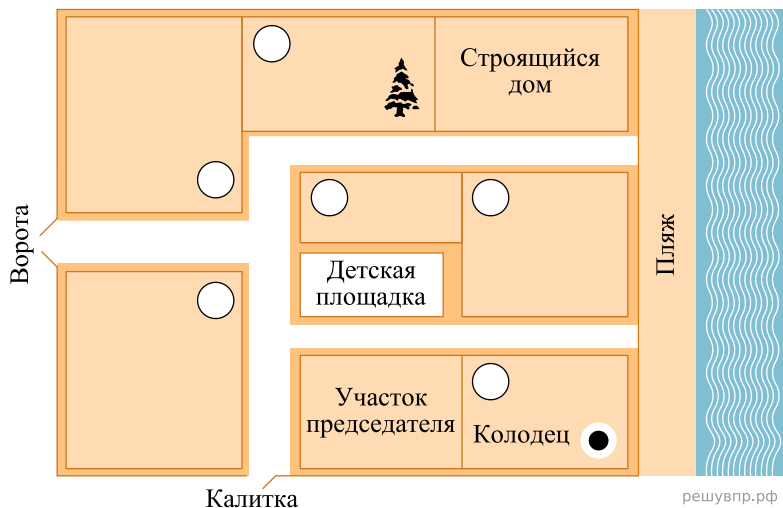 Строящийся
дом
Ворота
Пляж
Детская
площадка
Участок
председателя
Колодец
Калитка
решувпр.рф